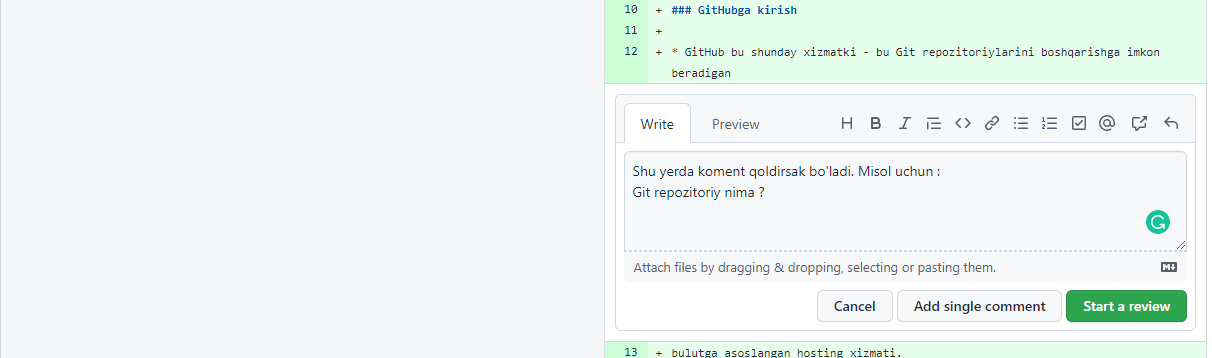 10 + ### GitHubga kirish
11 +
12 + * GitHub bu shunday xizmatki - bu Git repozitoriylarini boshqarishga imkon
beradigan
Write Preview
Shu yerda koment qoldirsak bo'ladi. Misol uchun :
Git repozitoriy nima ?
Attach files by dragging & dropping, selecting or pasting them.
Cancel Add single comment Start a review
13 + bulutga asoslangan hosting xizmati.